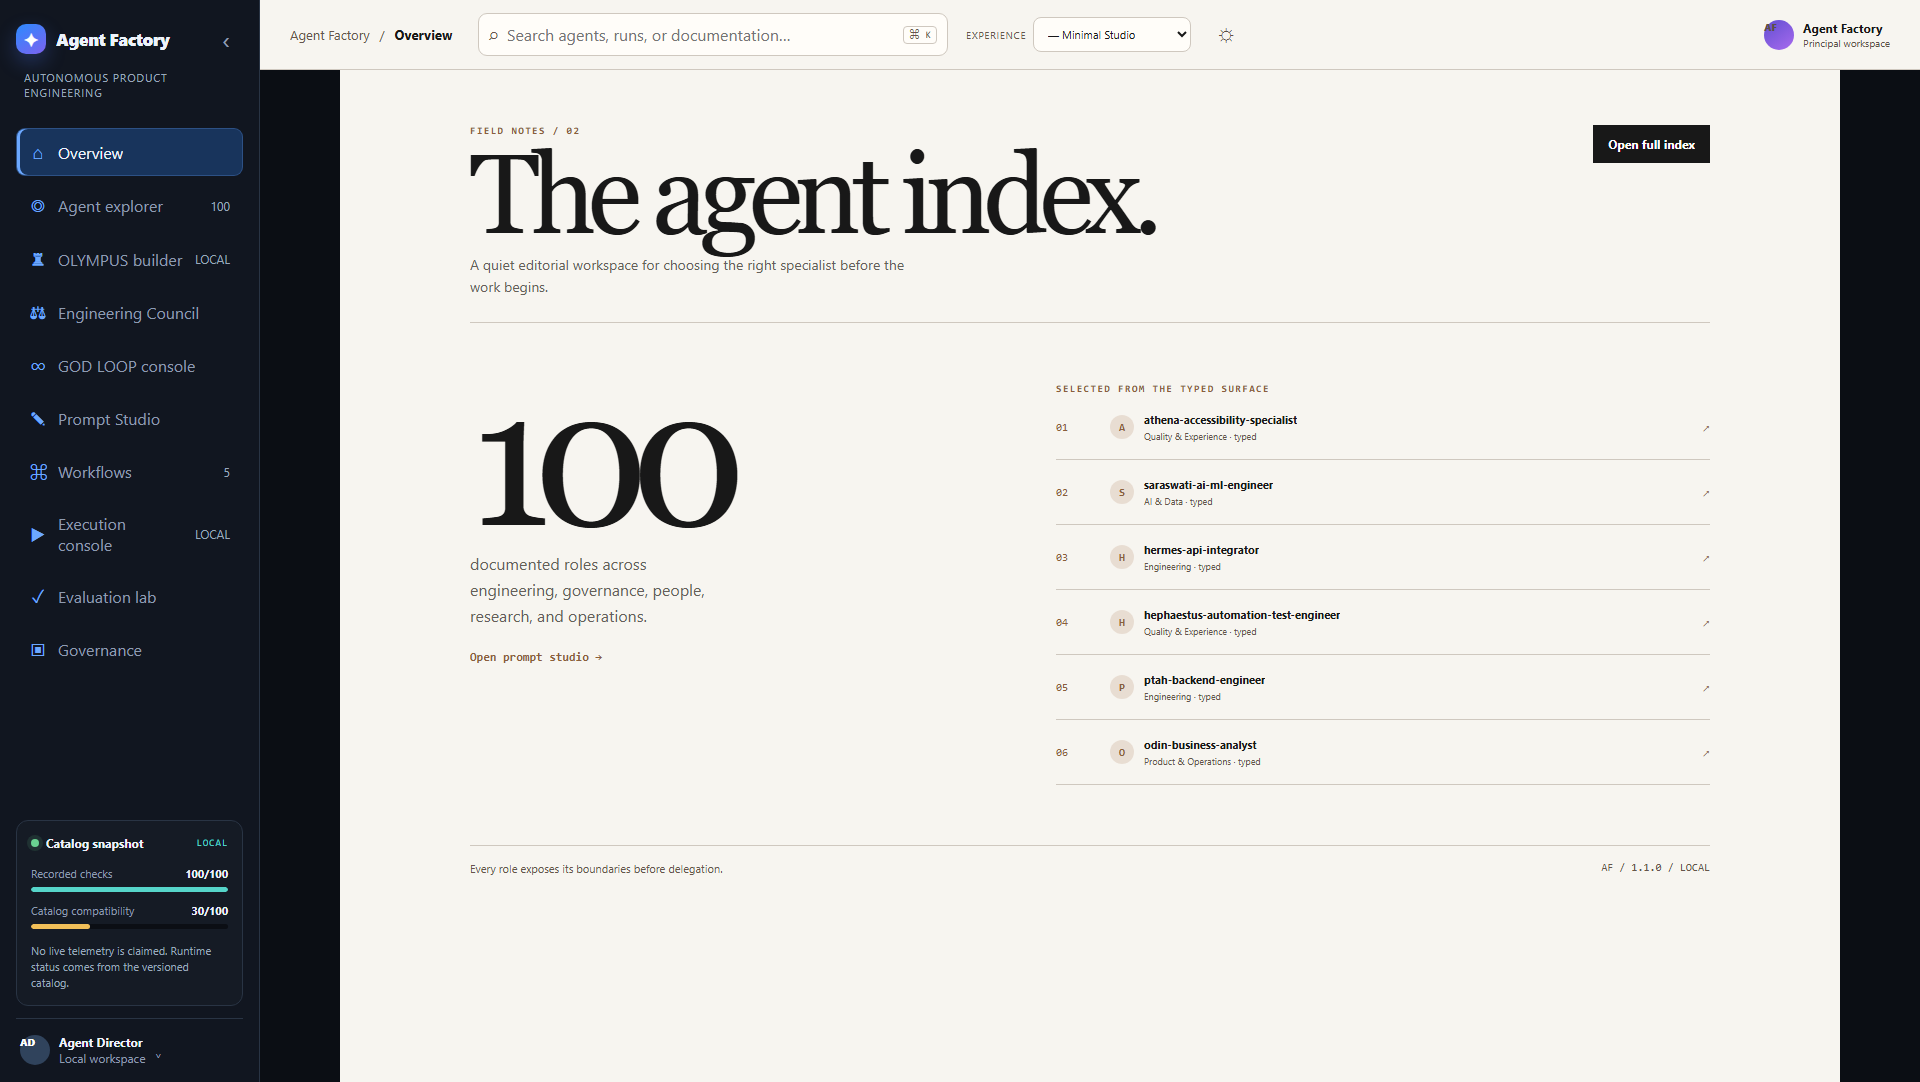 Agent Factory
AUTONOMOUS PRODUCT
ENGINEERING
Overview
Agent explorer 100
OLYMPUS builder LOCAL
Engineering Council
GOD LOOP console
Prompt Studio
Workflows 5
Execution
console LOCAL
Evaluation lab
Governance
Catalog snapshot LOCAL
Recorded checks 100/100
Catalog compatibility 30/100
No live telemetry is claimed. Runtime
status comes from the versioned
catalog.
AD
Agent Director
Local workspace
Agent Factory / Overview
Search agents, runs, or documentation... ⌘ K
EXPERIENCE
— Minimal Studio
AF
Agent Factory
Principal workspace
FIELD NOTES / 02
The agent index.
Open full index
A quiet editorial workspace for choosing the right specialist before the
work begins.
100
documented roles across
engineering, governance, people,
research, and operations.
Open prompt studio →
SELECTED FROM THE TYPED SURFACE
01 A athena-accessibility-specialist ↗
Quality & Experience · typed
02 S saraswati-ai-ml-engineer ↗
AI & Data · typed
03 H hermes-api-integrator ↗
Engineering · typed
04 H hephaestus-automation-test-engineer ↗
Quality & Experience · typed
05 P ptah-backend-engineer ↗
Engineering · typed
06 O odin-business-analyst ↗
Product & Operations · typed
Every role exposes its boundaries before delegation.
AF / 1.1.0 / LOCAL